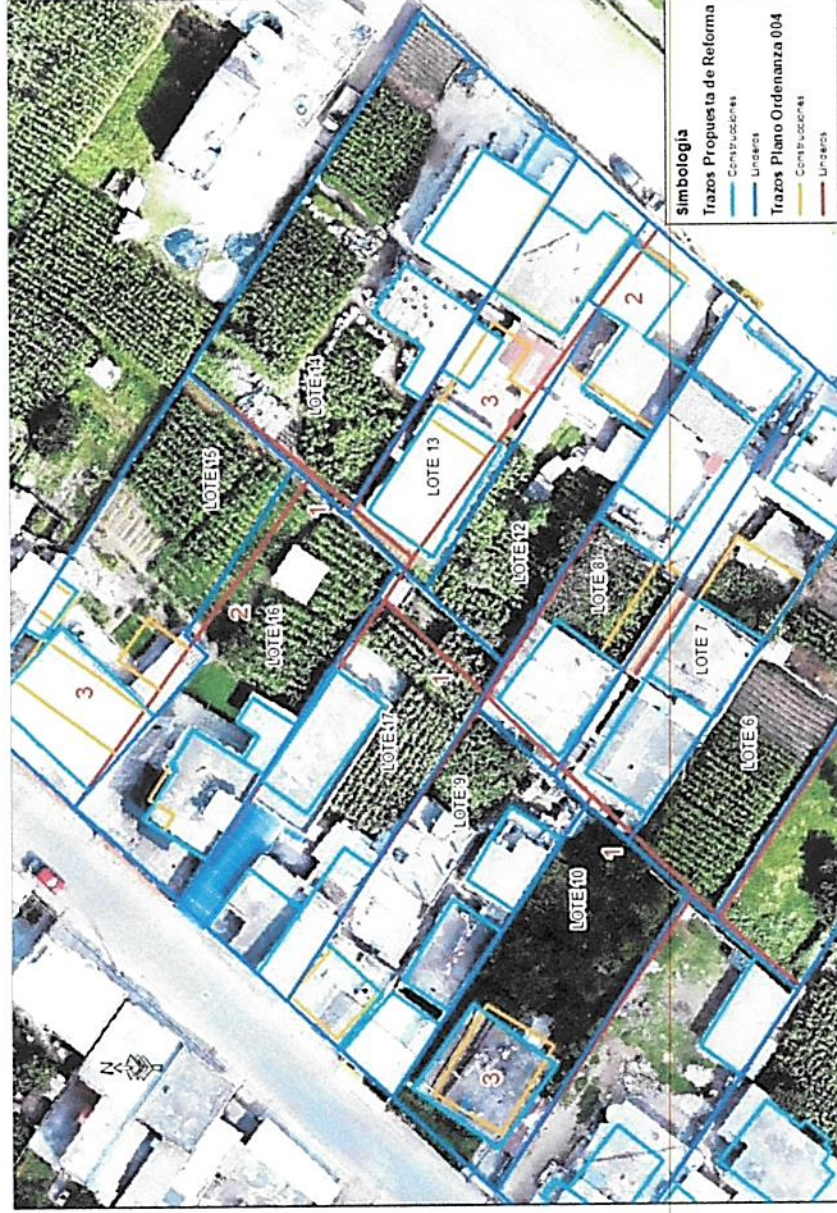 LOTE 15
LOTE 14
1
2
LOTE 16
3
LOTE 13
3
2
1
LOTE 17
LOTE 12
LOTE 8
LOTE 9
LOTE 7
LOTE 6
1
LOTE 10
3
N
Simbología
Trazos Propuesta de Reforma
Construcciones
Linderos
Trazos Plano Ordenanza 004
Construcciones
Linderos